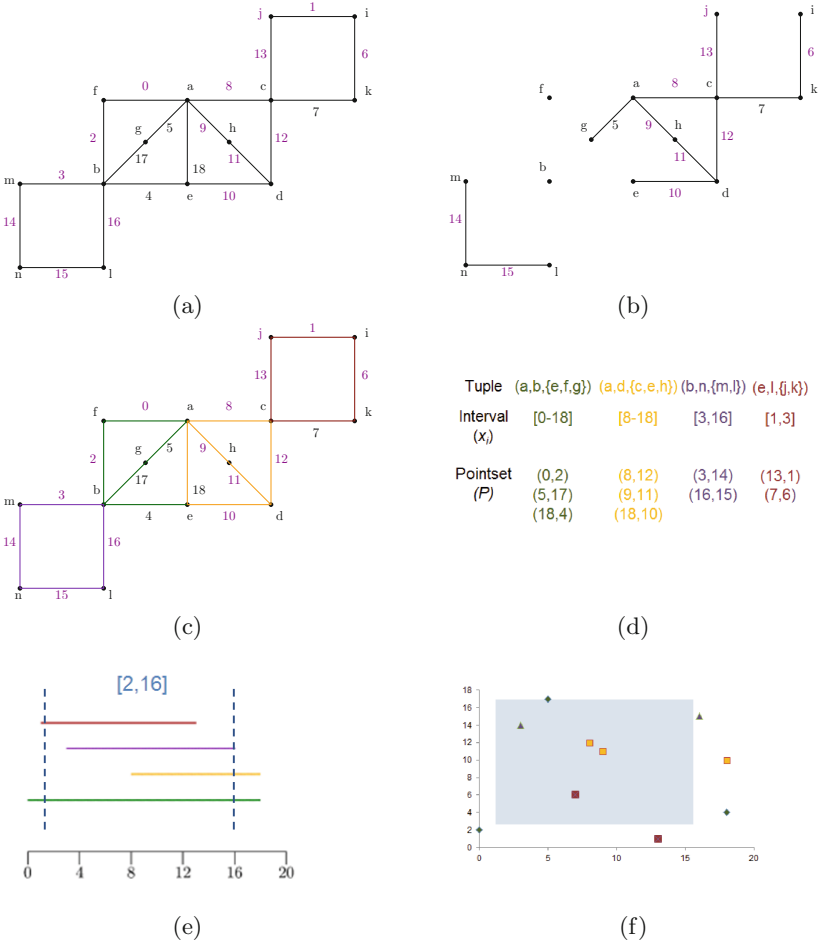 j 1 i
13 6
f 0 a 8 c k
7
g 5 9 h
2 12
17 11
m 3 b 18
4 e 10 d
14 16
n 15 l
(a)
j i
13 6
a 8 c k
f 7
g 5 9 h 12
b 11
m
e 10 d
14
n 15 l
(b)
j 1 i
13 6
f 0 a 8 c k
7
g 5 9 h
2 12
17 11
m 3 b 18
4 e 10 d
14 16
n 15 l
(c)
Tuple (a,b,{e,f,g}) (a,d,{c,e,h}) (b,n,{m,l}) (e,l,{j,k})
Interval [0-18] [8-18] [3,16] [1,3]
(xi)
Pointset (0,2) (8,12) (3,14) (13,1)
(P) (5,17) (9,11) (16,15) (7,6)
(18,4) (18,10)
(d)
[2,16]
0 4 8 12 16 20
(e)
18
16
14
12
10
8
6
4
2
0
0 5 10 15 20
(f)